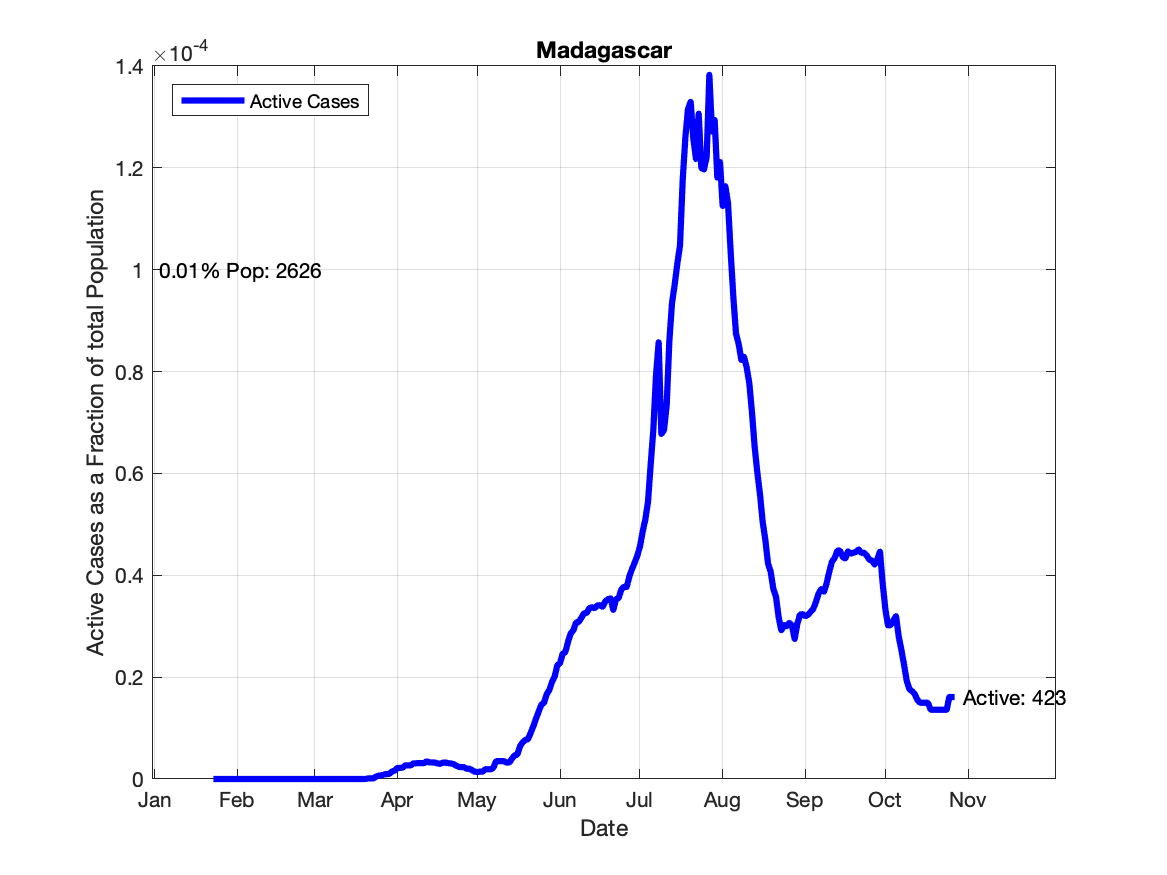 Madagascar
×10-4
Active Cases
1.4
1.2
1
0.8
0.6
0.4
0.2
0
0.01% Pop: 2626
Active: 423
Active Cases as a Fraction of total Population
Jan Feb Mar Apr May Jun Jul Aug Sep Oct Nov
Date